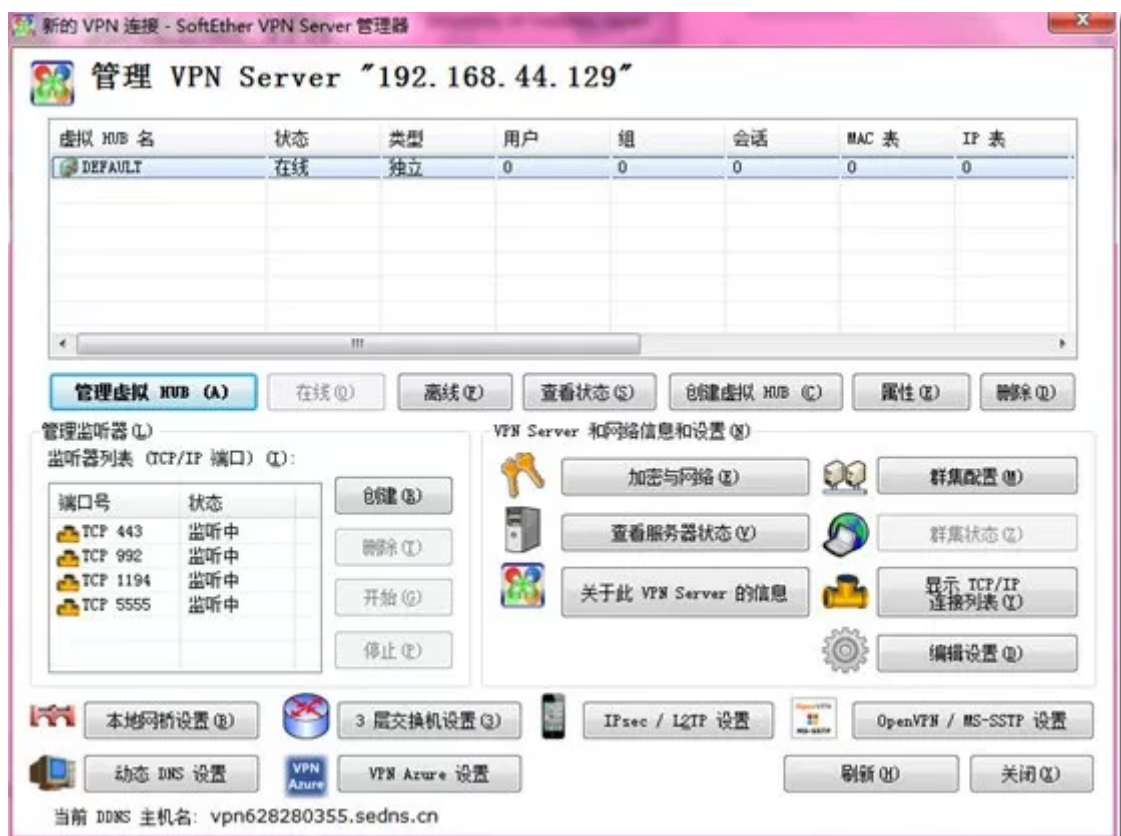 新的 VPN 连接 - SoftEther VPN Server 管理器
管理 VPN Server "192.168.44.129"
虚拟 HUB 名 状态 类型 用户 组 会话 MAC 表 IP 表
DEFAULT 在线 独立 0 0 0 0 0
管理虚拟 HUB (A) 在线(O) 离线(F) 查看状态(S) 创建虚拟 HUB (C) 属性(E) 删除(D)
管理监听器(L)
监听器列表 (TCP/IP 端口) (I):
端口号 状态
TCP 443 监听中
TCP 992 监听中
TCP 1194 监听中
TCP 5555 监听中
创建(B)
删除(T)
开始(G)
停止(P)
VPN Server 和网络信息和设置(N)
加密与网络(E) 群集配置(M)
查看服务器状态(V) 群集状态(Z)
关于此 VPN Server 的信息 显示 TCP/IP
连接列表(Y)
编辑设置(Q)
本地网桥设置(B) 3 层交换机设置(3) IPsec / L2TP 设置 OpenVPN MS-SSTP OpenVPN / MS-SSTP 设置
动态 DNS 设置 VPN Azure VPN Azure 设置 刷新(H) 关闭(X)
当前 DDNS 主机名: vpn628280355.sedns.cn